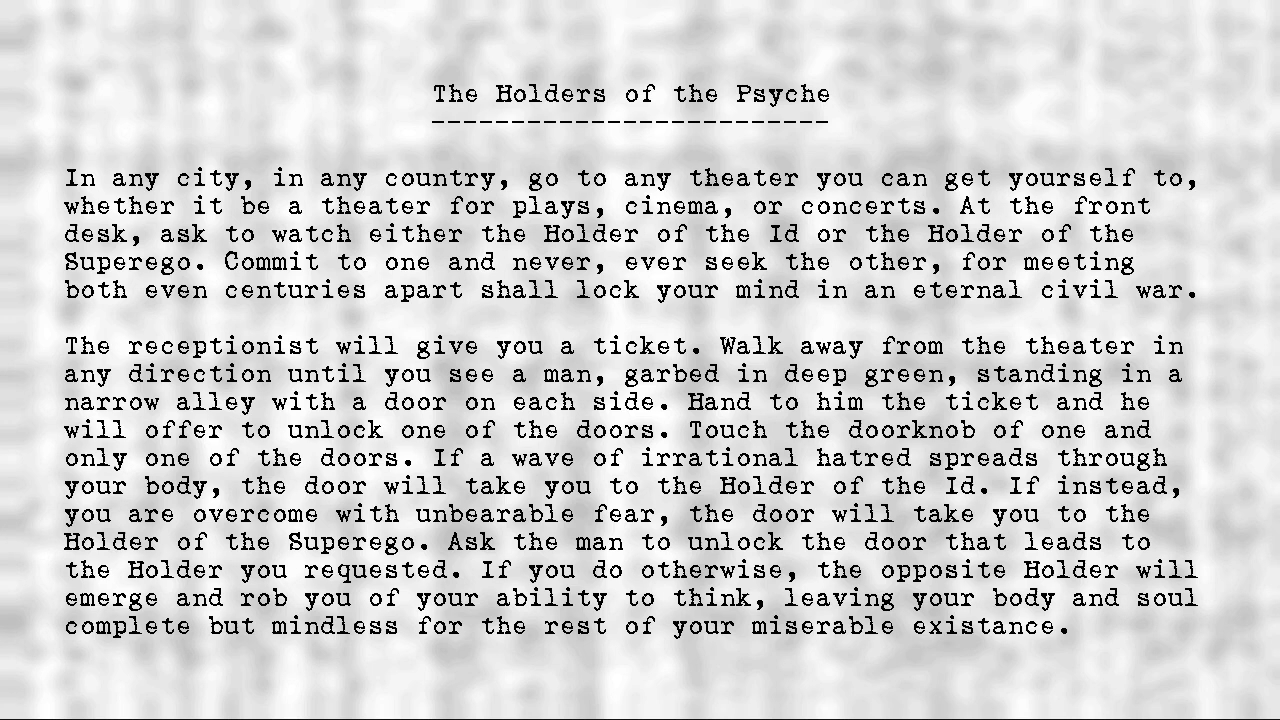 The Holders of the Psyche
-------------------------
In any city, in any country, go to any theater you can get yourself to,
whether it be a theater for plays, cinema, or concerts. At the front
desk, ask to watch either the Holder of the Id or the Holder of the
Superego. Commit to one and never, ever seek the other, for meeting
both even centuries apart shall lock your mind in an eternal civil war.
The receptionist will give you a ticket. Walk away from the theater in
any direction until you see a man, garbed in deep green, standing in a
narrow alley with a door on each side. Hand to him the ticket and he
will offer to unlock one of the doors. Touch the doorknob of one and
only one of the doors. If a wave of irrational hatred spreads through
your body, the door will take you to the Holder of the Id. If instead,
you are overcome with unbearable fear, the door will take you to the
Holder of the Superego. Ask the man to unlock the door that leads to
the Holder you requested. If you do otherwise, the opposite Holder will
emerge and rob you of your ability to think, leaving your body and soul
complete but mindless for the rest of your miserable existance.